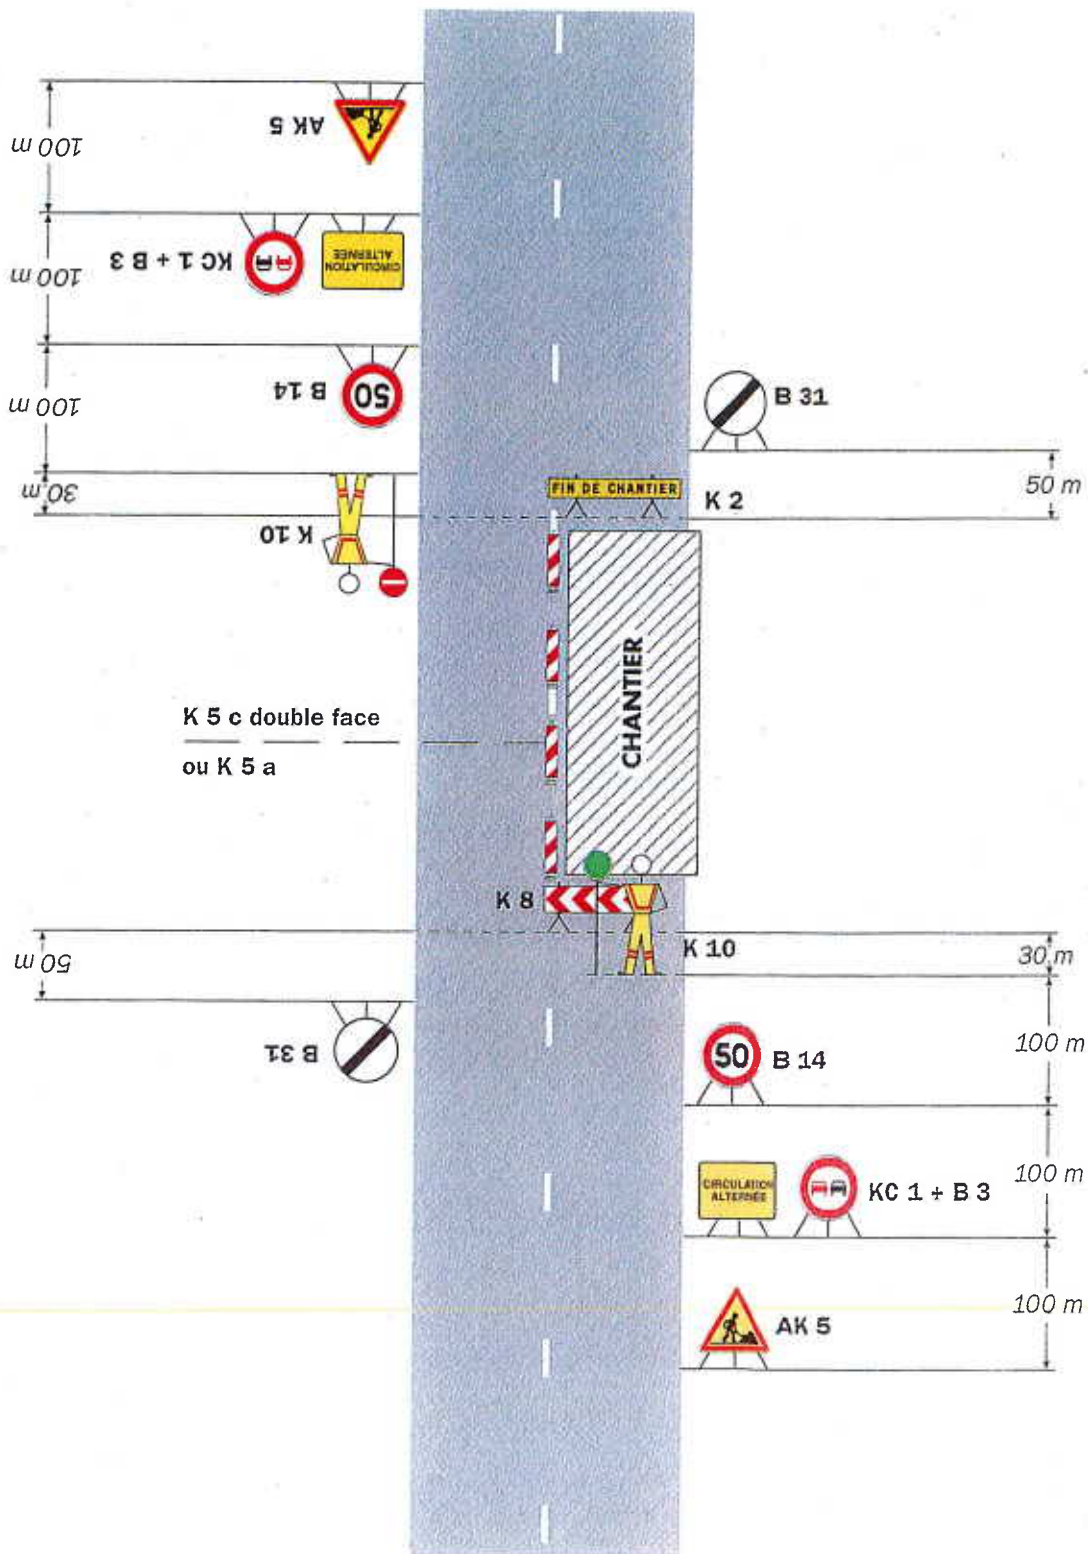 AK 5
100 m
KC 1 + B 3
CIRCULATION
ALTERNÉE
100 m
B 14
50
100 m
B 31
30 m
K 10
FIN DE CHANTIER
K 2
50 m
K 5 c double face
ou K 5 a
CHANTIER
K 8
K 10
30 m
50 m
B 31
50
B 14
100 m
CIRCULATION
ALTERNÉE
KC 1 + B 3
100 m
AK 5
100 m